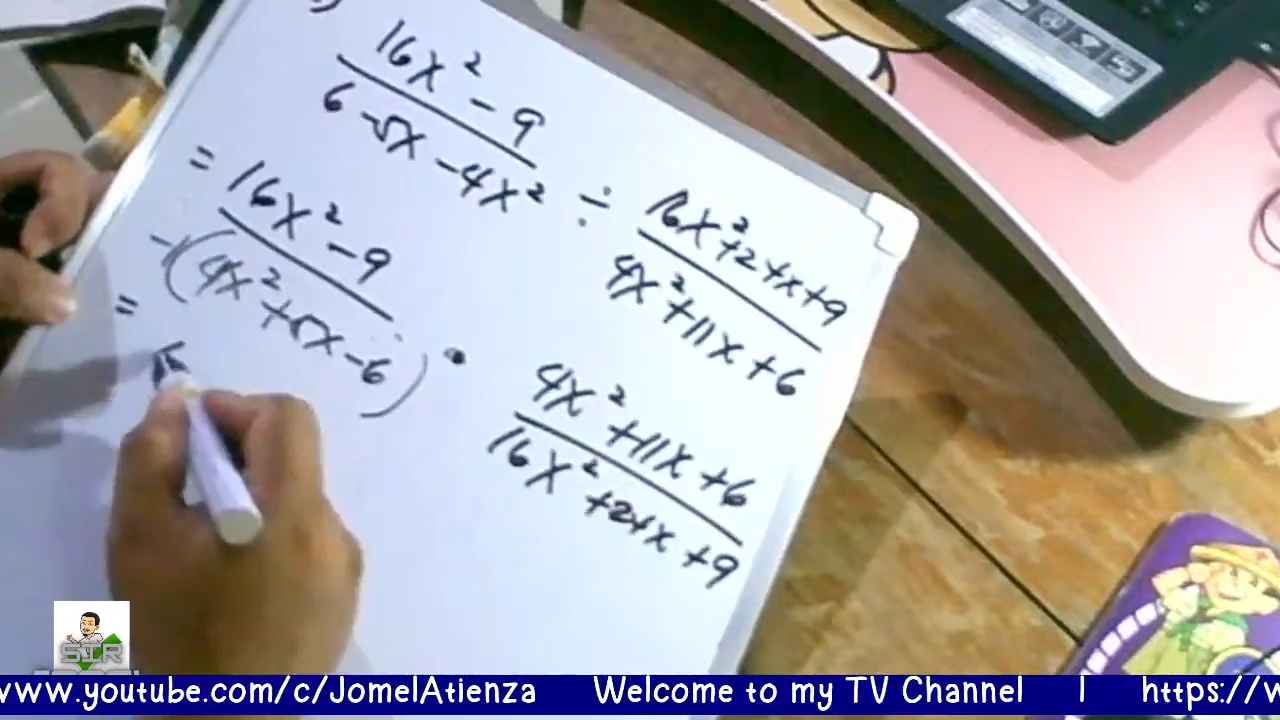 16x² - 9
6 - 5x - 4x²
÷
16x² + 24x + 9
4x² + 11x + 6
=
16x² - 9
-(4x² + 5x - 6)
•
4x² + 11x + 6
16x² + 24x + 9
=
SIR
www.youtube.com/c/JomelAtienza Welcome to my TV Channel | https://w